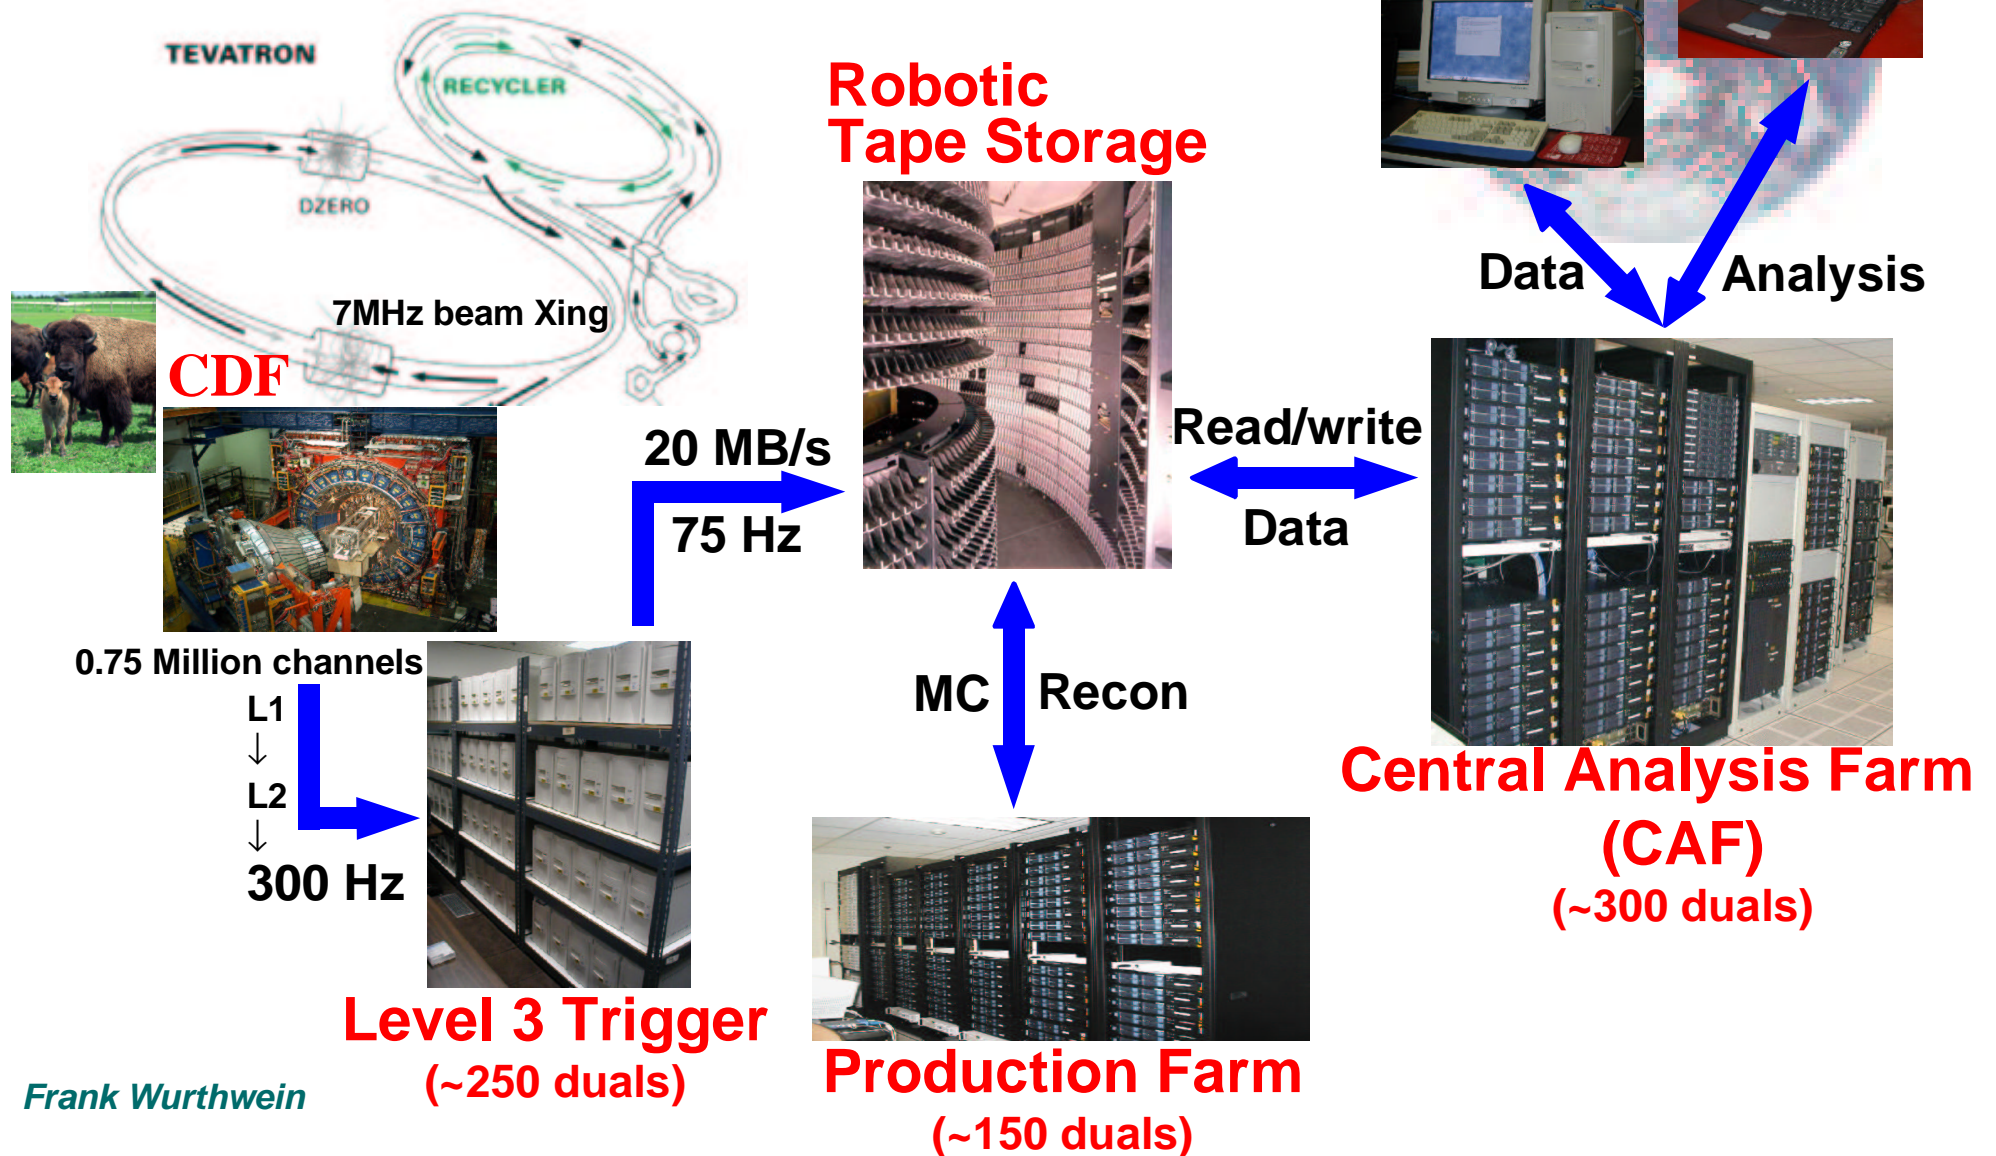 TEVATRON
RECYCLER
DZERO
7MHz beam Xing
CDF
0.75 Million channels
L1
↓
L2
↓
300 Hz
Level 3 Trigger
(~250 duals)
20 MB/s
75 Hz
Robotic
Tape Storage
MC
Recon
Production Farm
(~150 duals)
Read/write
Data
Data
Analysis
Central Analysis Farm
(CAF)
(~300 duals)
Frank Wurthwein